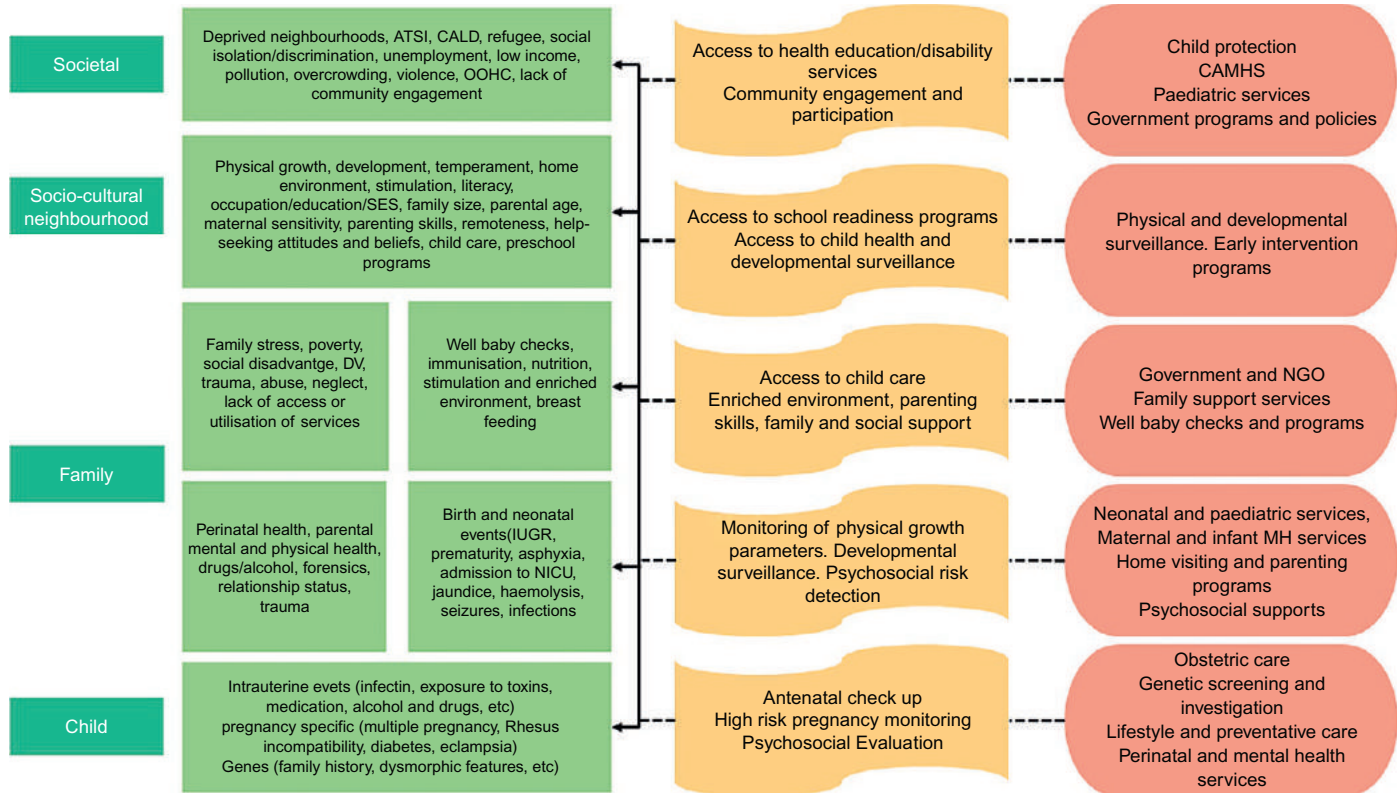 Societal
Deprived neighbourhoods, ATSI, CALD, refugee, social
isolation/discrimination, unemployment, low income,
pollution, overcrowding, violence, OOHC, lack of
community engagement
Access to health education/disability
services
Community engagement and
participation
Child protection
CAMHS
Paediatric services
Government programs and policies
Socio-cultural
neighbourhood
Physical growth, development, temperament, home
environment, stimulation, literacy,
occupation/education/SES, family size, parental age,
maternal sensitivity, parenting skills, remoteness, help-
seeking attitudes and beliefs, child care, preschool
programs
Access to school readiness programs
Access to child health and
developmental surveillance
Physical and developmental
surveillance. Early intervention
programs
Family
Family stress, poverty,
social disadvantge, DV,
trauma, abuse, neglect,
lack of access or
utilisation of services
Well baby checks,
immunisation, nutrition,
stimulation and enriched
environment, breast
feeding
Access to child care
Enriched environment, parenting
skills, family and social support
Government and NGO
Family support services
Well baby checks and programs
Perinatal health, parental
mental and physical health,
drugs/alcohol, forensics,
relationship status,
trauma
Birth and neonatal
events(IUGR,
prematurity, asphyxia,
admission to NICU,
jaundice, haemolysis,
seizures, infections
Monitoring of physical growth
parameters. Developmental
surveillance. Psychosocial risk
detection
Neonatal and paediatric services,
Maternal and infant MH services
Home visiting and parenting
programs
Psychosocial supports
Child
Intrauterine evets (infectin, exposure to toxins,
medication, alcohol and drugs, etc)
pregnancy specific (multiple pregnancy, Rhesus
incompatibility, diabetes, eclampsia)
Genes (family history, dysmorphic features, etc)
Antenatal check up
High risk pregnancy monitoring
Psychosocial Evaluation
Obstetric care
Genetic screening and
investigation
Lifestyle and preventative care
Perinatal and mental health
services